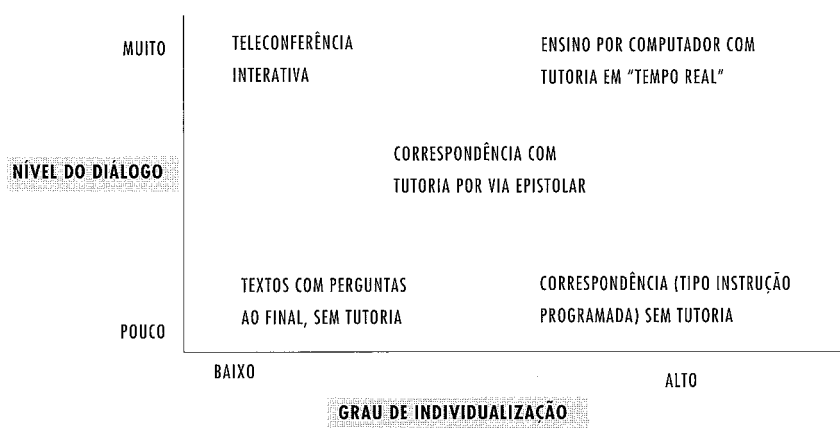 MUITO
TELECONFERÊNCIA
INTERATIVA
ENSINO POR COMPUTADOR COM
TUTORIA EM "TEMPO REAL"
NÍVEL DO DIÁLOGO
CORRESPONDÊNCIA COM
TUTORIA POR VIA EPISTOLAR
TEXTOS COM PERGUNTAS
AO FINAL, SEM TUTORIA
CORRESPONDÊNCIA (TIPO INSTRUÇÃO
PROGRAMADA) SEM TUTORIA
POUCO
BAIXO
ALTO
GRAU DE INDIVIDUALIZAÇÃO